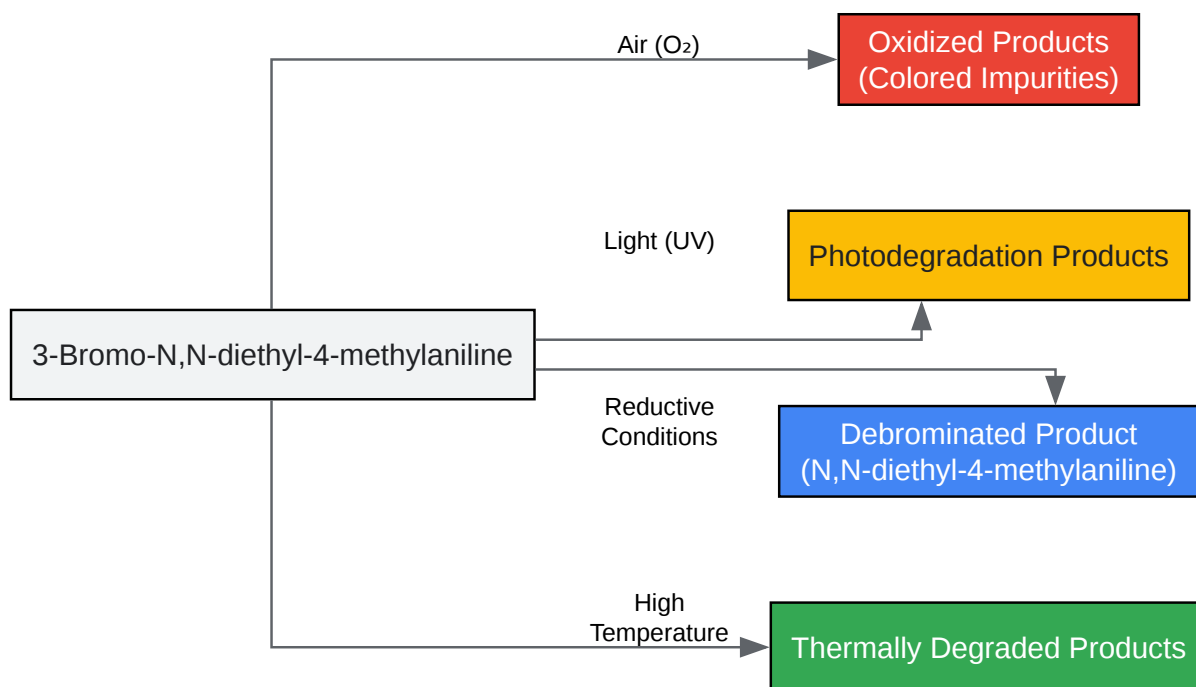 Air (O₂)
Oxidized Products
(Colored Impurities)
Light (UV)
Photodegradation Products
3-Bromo-N,N-diethyl-4-methylaniline
Reductive
Conditions
Debrominated Product
(N,N-diethyl-4-methylaniline)
High
Temperature
Thermally Degraded Products